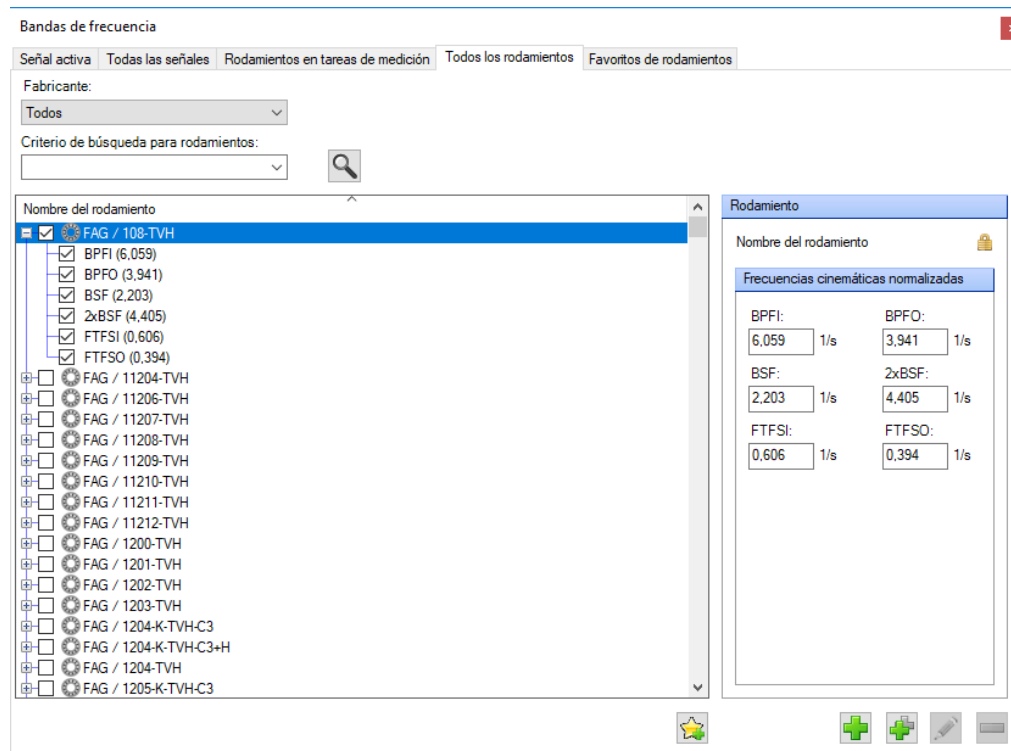 Bandas de frecuencia
Señal activa Todas las señales Rodamientos en tareas de medición Todos los rodamientos Favoritos de rodamientos
Fabricante:
Todos
Criterio de búsqueda para rodamientos:
Nombre del rodamiento
FAG / 108-TVH
BPFI (6,059)
BPFO (3,941)
BSF (2,203)
2xBSF (4,405)
FTFSI (0,606)
FTFSO (0,394)
FAG / 11204-TVH
FAG / 11206-TVH
FAG / 11207-TVH
FAG / 11208-TVH
FAG / 11209-TVH
FAG / 11210-TVH
FAG / 11211-TVH
FAG / 11212-TVH
FAG / 1200-TVH
FAG / 1201-TVH
FAG / 1202-TVH
FAG / 1203-TVH
FAG / 1204-K-TVH-C3
FAG / 1204-K-TVH-C3+H
FAG / 1204-TVH
FAG / 1205-K-TVH-C3
Rodamiento
Nombre del rodamiento
Frecuencias cinemáticas normalizadas
BPFI: BPFO:
6,059 1/s 3,941 1/s
BSF: 2xBSF:
2,203 1/s 4,405 1/s
FTFSI: FTFSO:
0,606 1/s 0,394 1/s